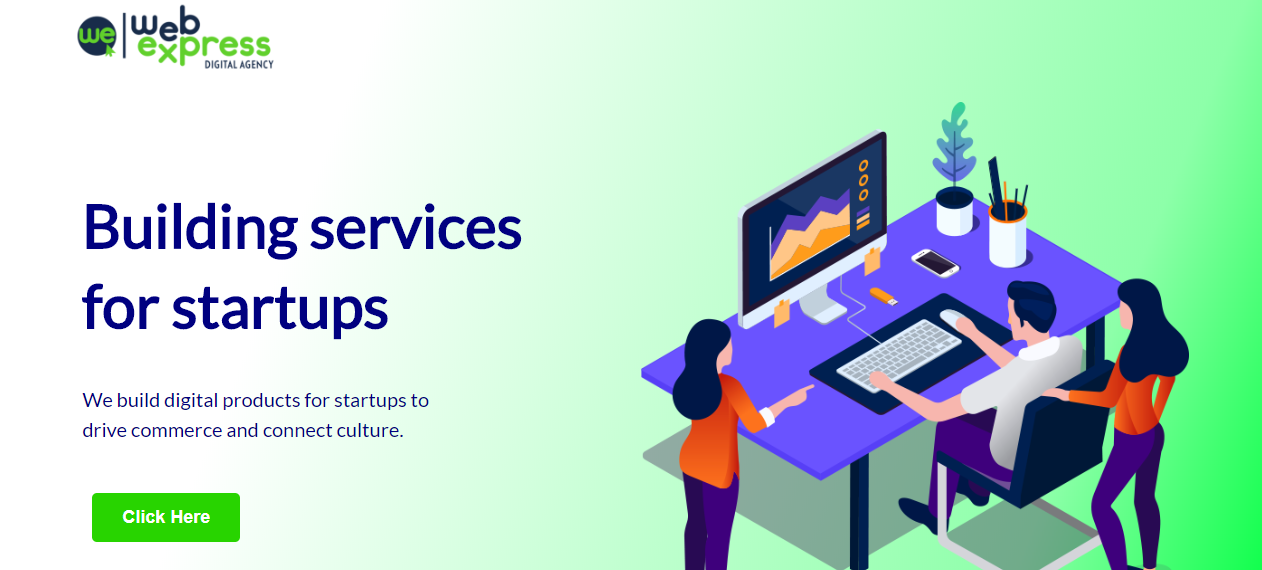 we
web
express
DIGITAL AGENCY
Building services
for startups
We build digital products for startups to
drive commerce and connect culture.
Click Here